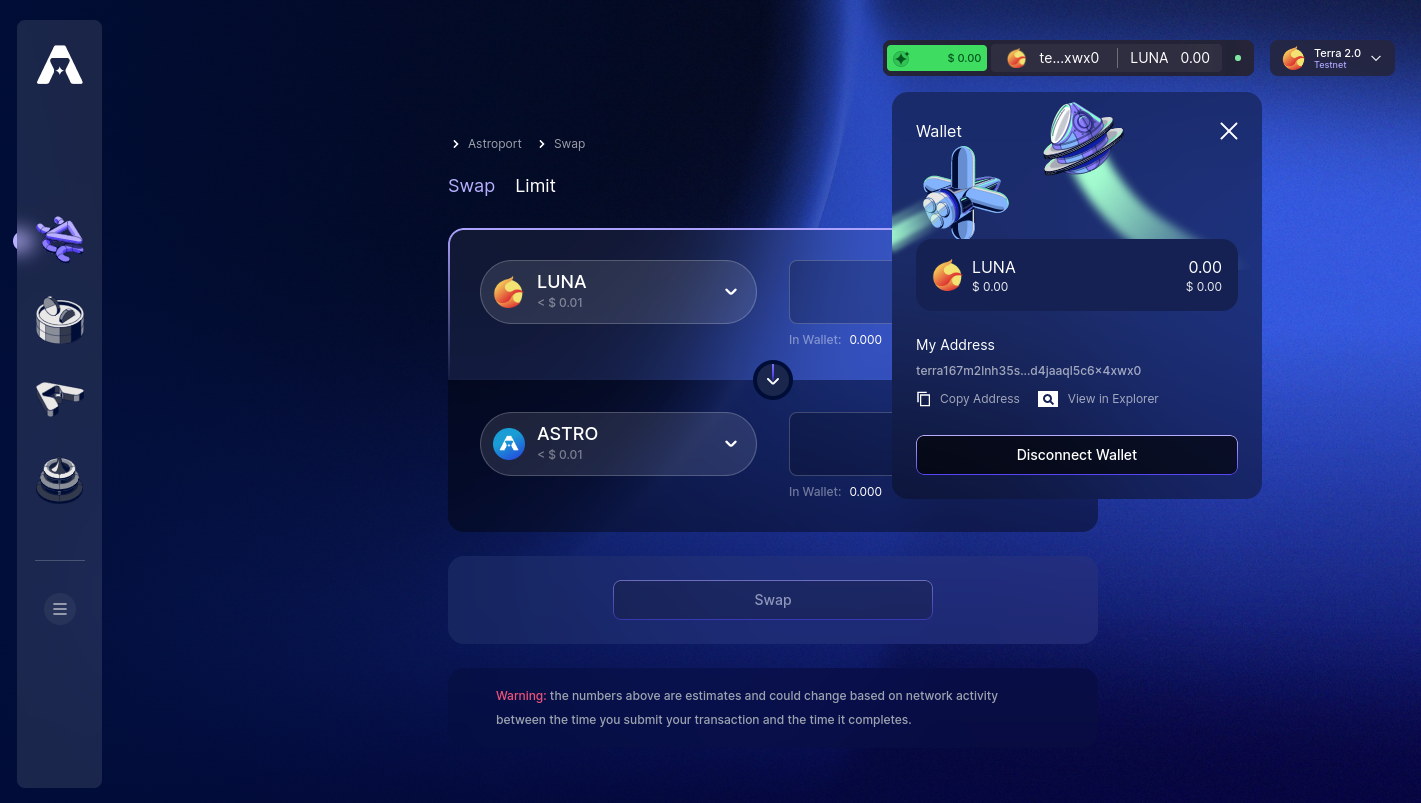 $ 0.00
te...xwx0
LUNA 0.00
Terra 2.0
Testnet
Wallet
Astroport
Swap
Swap
Limit
LUNA
0.00
$ 0.00
$ 0.00
LUNA
< $ 0.01
In Wallet: 0.000
My Address
terra167m2lnh35s...d4jaaql5c6x4xwx0
Copy Address
View in Explorer
ASTRO
< $ 0.01
Disconnect Wallet
In Wallet: 0.000
Swap
Warning: the numbers above are estimates and could change based on network activity
between the time you submit your transaction and the time it completes.